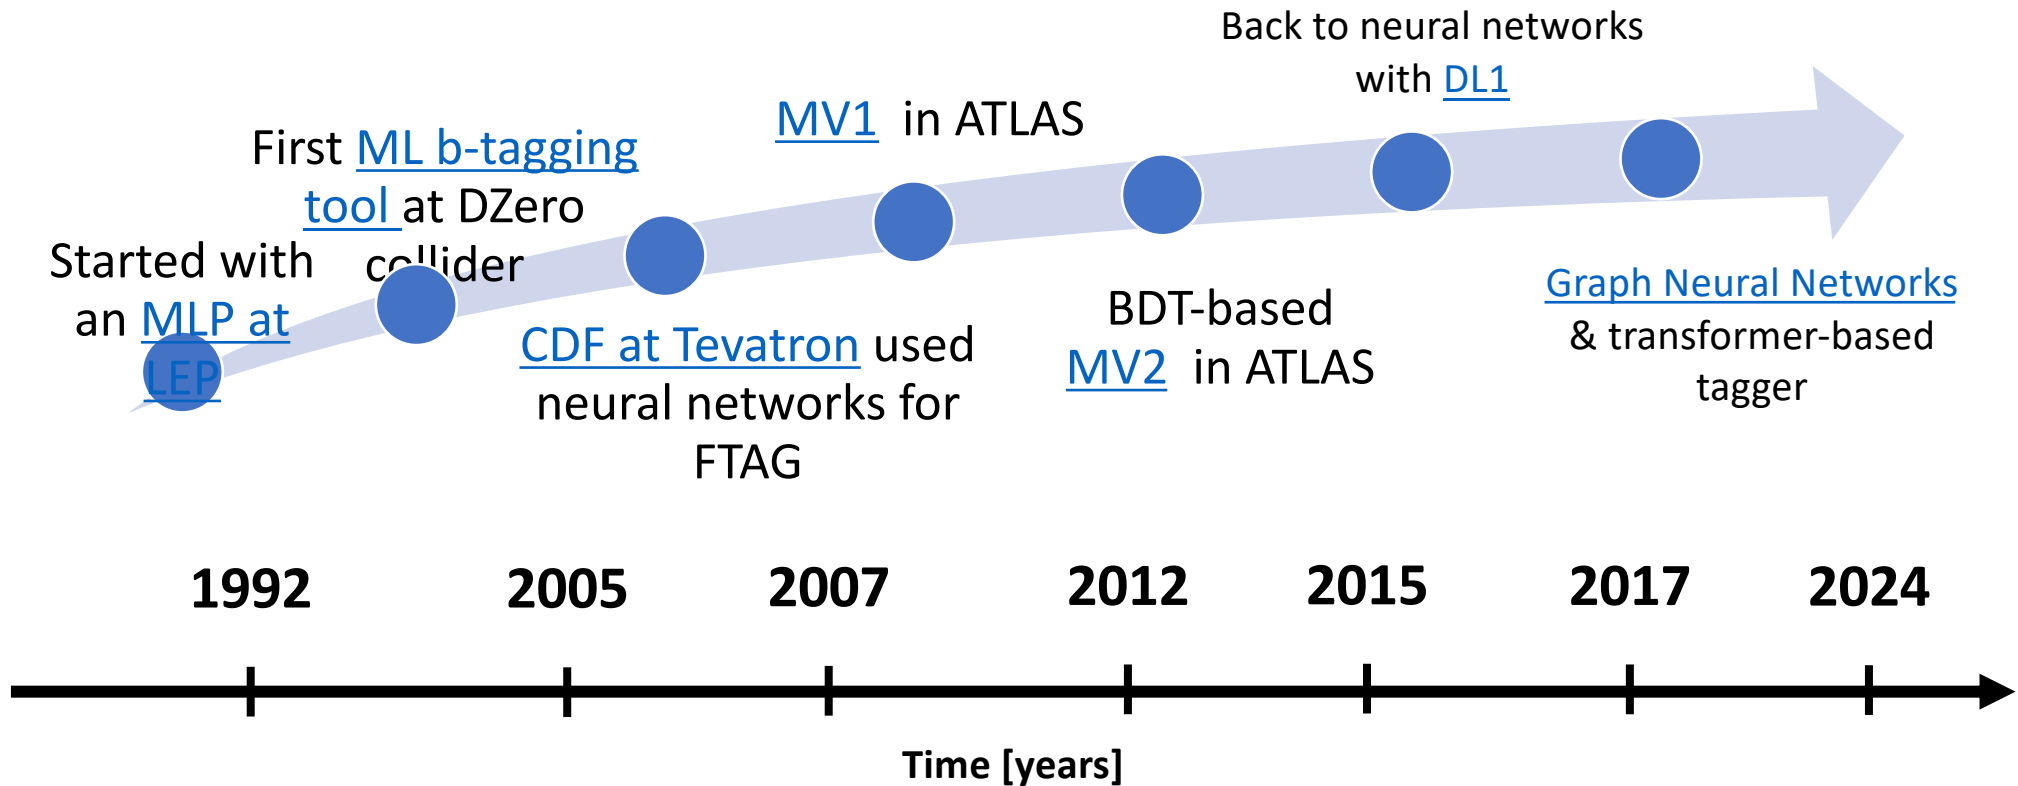 Started with
an MLP at
LEP
First ML b-tagging
tool at DZero
collider
CDF at Tevatron used
neural networks for
FTAG
MV1 in ATLAS
BDT-based
MV2 in ATLAS
Back to neural networks
with DL1
Graph Neural Networks
& transformer-based
tagger
1992 2005 2007 2012 2015 2017 2024
Time [years]